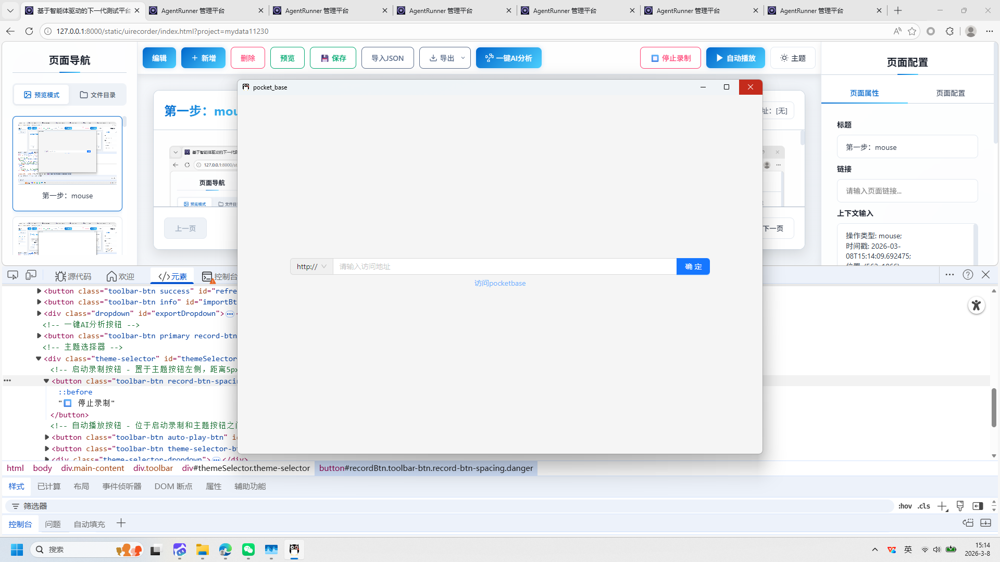 基于智能体驱动的下一代测试平台
AgentRunner 管理平台
AgentRunner 管理平台
AgentRunner 管理平台
AgentRunner 管理平台
AgentRunner 管理平台
AgentRunner 管理平台
127.0.0.1:8000/static/uirecorder/index.html?project=mydata11230
页面导航
预览模式
文件目录
第一步：mouse
编辑
新增
删除
预览
保存
导入JSON
导出
一键AI分析
停止录制
自动播放
主题
第一步：mou
址：[无]
基于智能体驱动的下一代
127.0.0.1:8000/st
页面导航
预览模式
文件目
上一页
下一页
pocket_base
http://
请输入访问地址
确 定
访问pocketbase
页面配置
页面属性
页面配置
标题
第一步：mouse
链接
请输入页面链接...
上下文输入
操作类型: mouse;
时间戳: 2026-03-
08T15:14:09.692475;
源代码
欢迎
元素
控制台
<button class="toolbar-btn success" id="refre
<button class="toolbar-btn info" id="importBt
<div class="dropdown" id="exportDropdown">
<!-- 一键AI分析按钮 -->
<button class="toolbar-btn primary record-btn
<!-- 主题选择器 -->
<div class="theme-selector" id="themeSelector
<!-- 启动录制按钮 - 置于主题按钮左侧，距离5px
<button class="toolbar-btn record-btn-spacin
::before
" 停止录制"
</button>
<!-- 自动播放按钮 - 位于启动录制和主题按钮之间
<button class="toolbar-btn auto-play-btn" id
<button class="toolbar-btn theme-selector-bt
<div class="theme-selector-dropdown"> </div>
html body div.main-content div.toolbar div#themeSelector.theme-selector button#recordBtn.toolbar-btn.record-btn-spacing.danger
样式
已计算
布局
事件侦听器
DOM 断点
属性
辅助功能
筛选器
:hov
.cls
控制台
问题
自动填充
搜索
英
15:14
2026-3-8